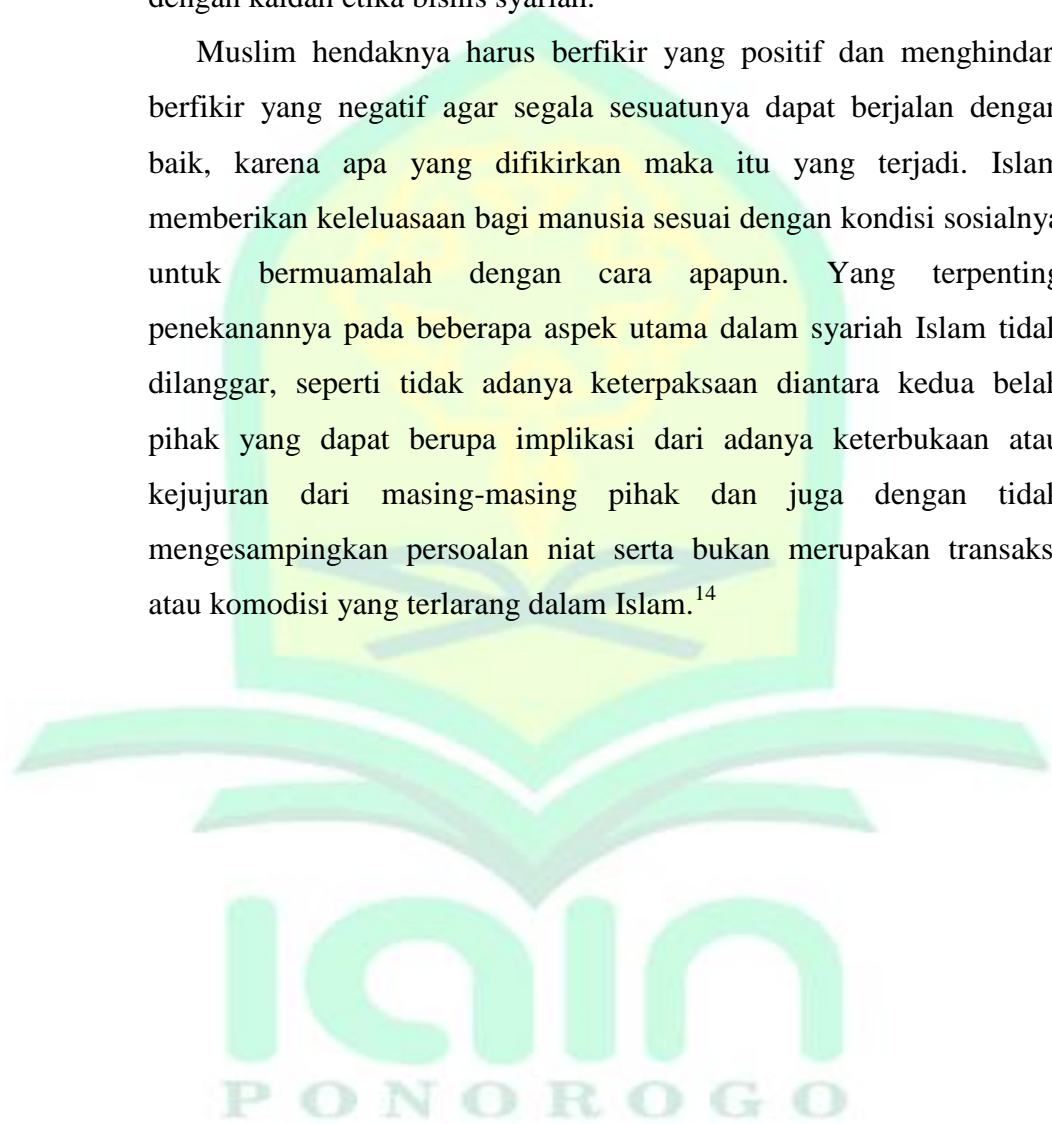 dengan kaidah etika bisnis syariah.
Muslim hendaknya harus berfikir yang positif dan menghindar
berfikir yang negatif agar segala sesuatunya dapat berjalan dengan
baik, karena apa yang difikirkan maka itu yang terjadi. Islam
memberikan keleluasaan bagi manusia sesuai dengan kondisi sosialnya
untuk bermuamalah dengan cara apapun. Yang terpenting
penekanannya pada beberapa aspek utama dalam syariah Islam tidak
dilanggar, seperti tidak adanya keterpaksaan diantara kedua belah
pihak yang dapat berupa implikasi dari adanya keterbukaan atau
kejujuran dari masing-masing pihak dan juga dengan tidak
mengesampingkan persoalan niat serta bukan merupakan transaks
atau komodisi yang terlarang dalam Islam.14
iain
PONOROGO